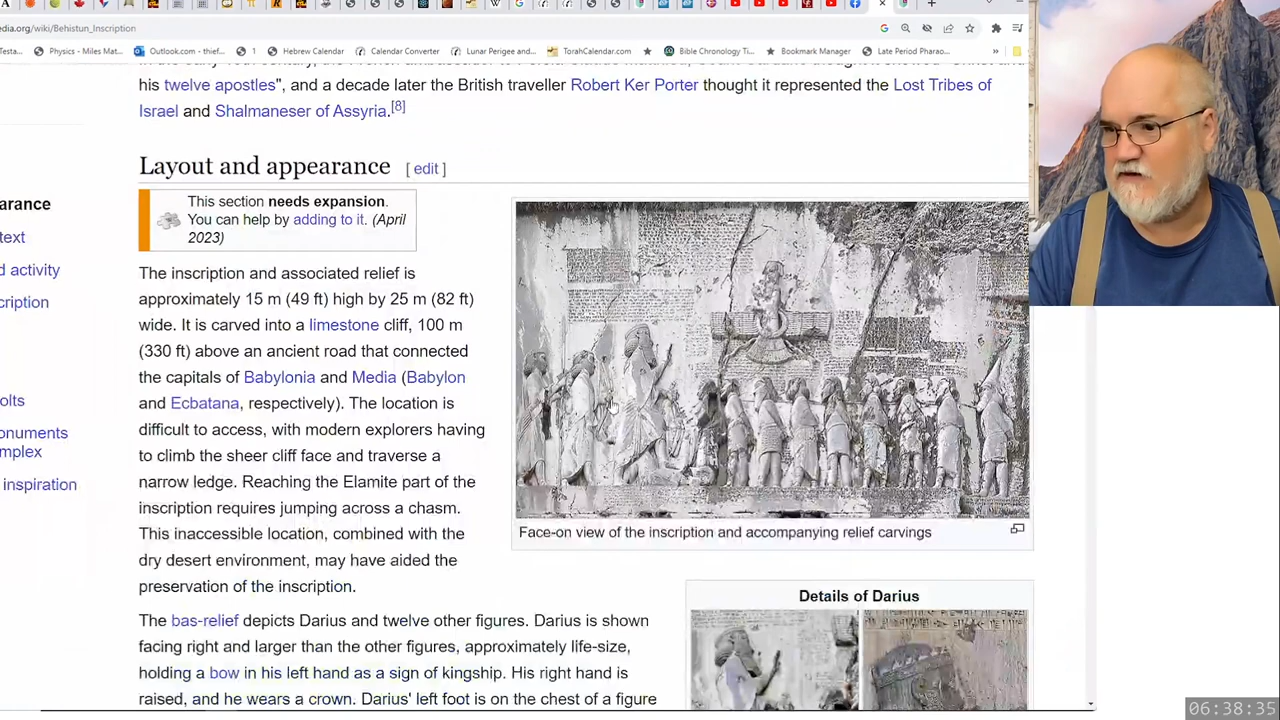 edia.org/wiki/Behistun_Inscription
Testa... Physics - Miles Mat... Outlook.com - thief... 1 Hebrew Calendar Calendar Converter Lunar Perigee and... TorahCalendar.com Bible Chronology Ti... Bookmark Manager Late Period Pharao... »
his twelve apostles", and a decade later the British traveller Robert Ker Porter thought it represented the Lost Tribes of
Israel and Shalmaneser of Assyria.[8]
Layout and appearance [ edit ]
This section needs expansion.
You can help by adding to it. (April
2023)
The inscription and associated relief is
approximately 15 m (49 ft) high by 25 m (82 ft)
wide. It is carved into a limestone cliff, 100 m
(330 ft) above an ancient road that connected
the capitals of Babylonia and Media (Babylon
and Ecbatana, respectively). The location is
difficult to access, with modern explorers having
to climb the sheer cliff face and traverse a
narrow ledge. Reaching the Elamite part of the
inscription requires jumping across a chasm.
This inaccessible location, combined with the
dry desert environment, may have aided the
preservation of the inscription.
The bas-relief depicts Darius and twelve other figures. Darius is shown
facing right and larger than the other figures, approximately life-size,
holding a bow in his left hand as a sign of kingship. His right hand is
raised, and he wears a crown. Darius' left foot is on the chest of a figure
Face-on view of the inscription and accompanying relief carvings
Details of Darius
arance
text
d activity
cription
olts
onuments
mplex
inspiration
06:38:35